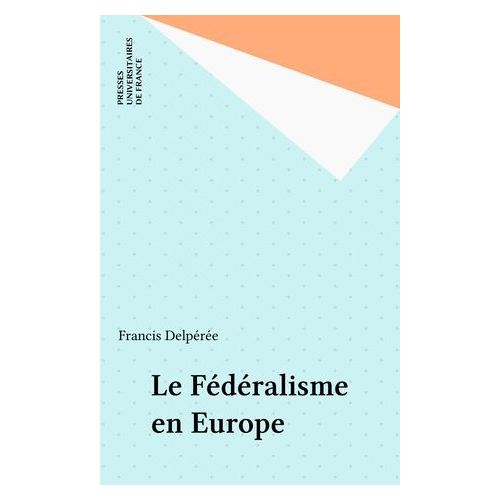 PRESSES
UNIVERSITAIRES
DE FRANCE
Francis Delpérée
Le Fédéralisme
en Europe